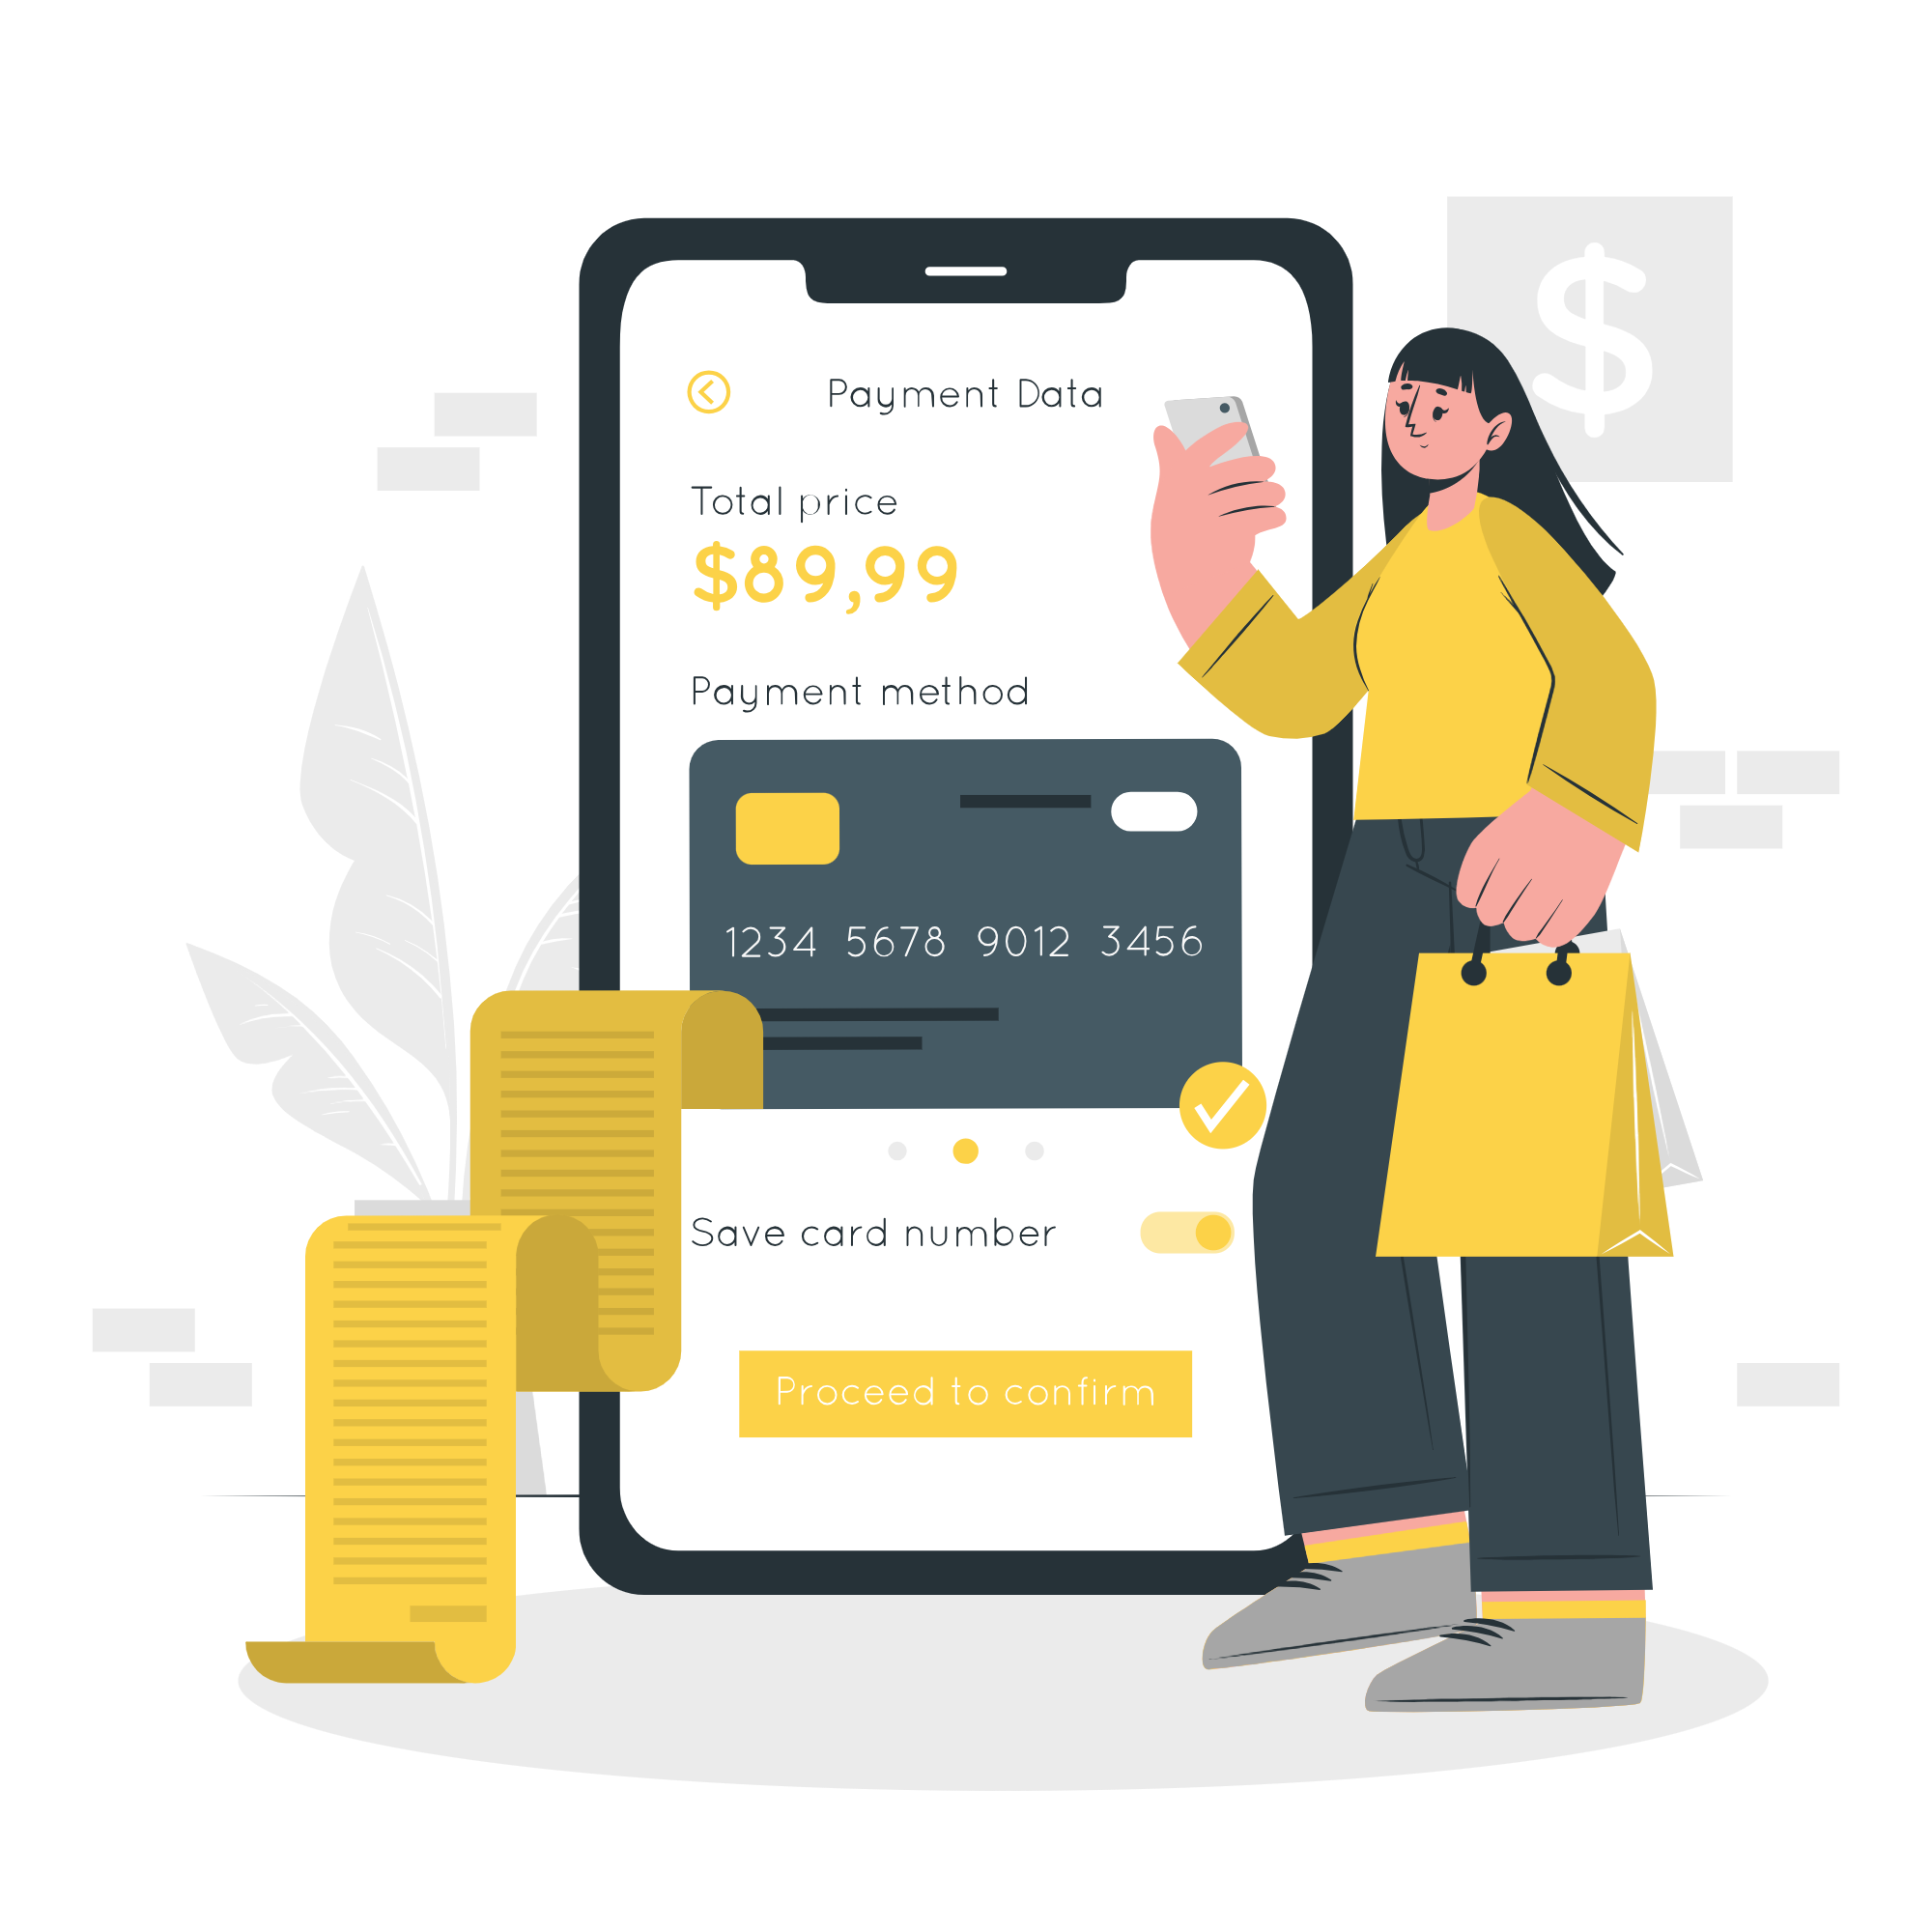 Payment Data
Total price
$89,99
Payment method
1234 5678 9012 3456
Save card number
Proceed to confirm
$